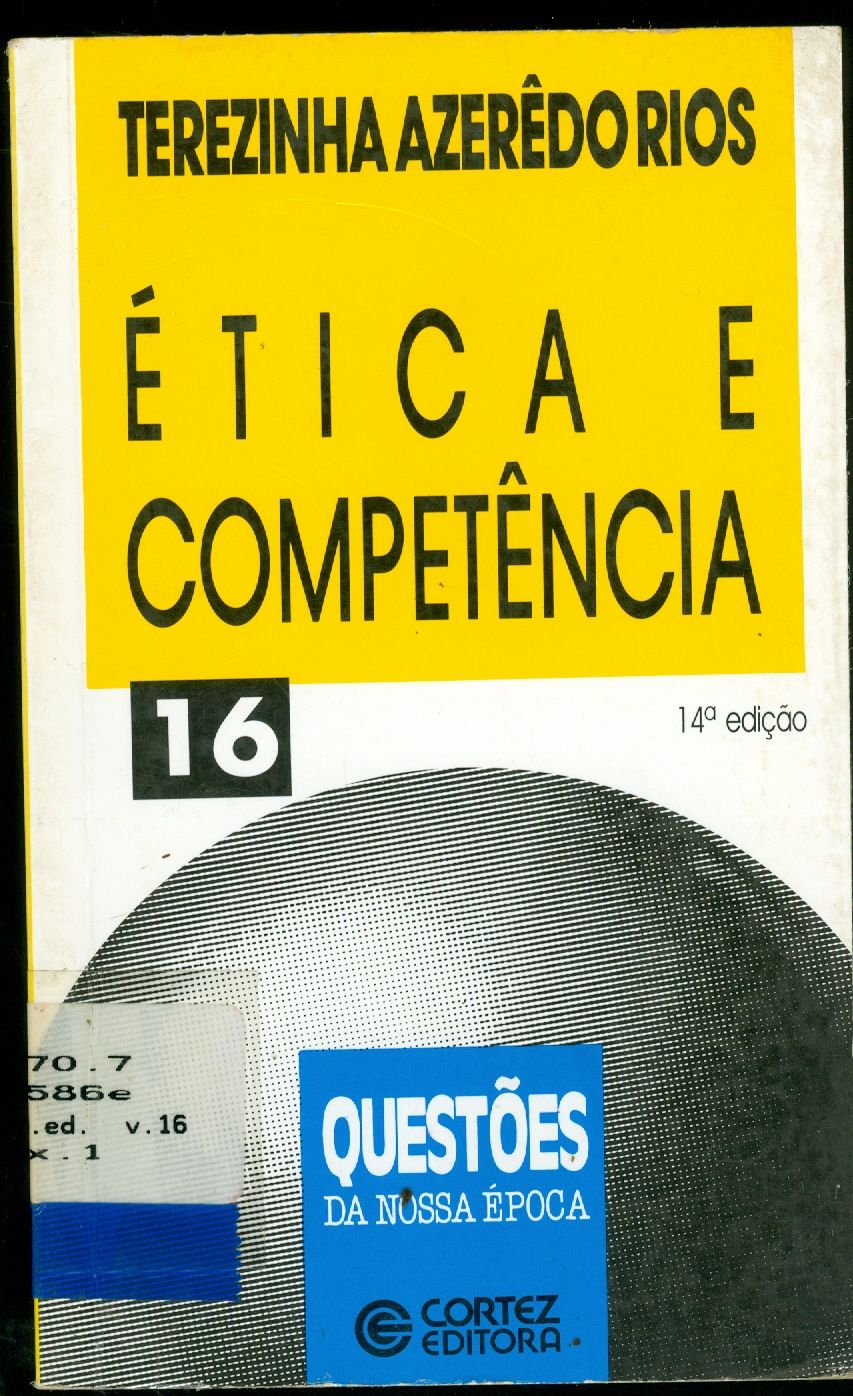 TEREZINHA AZERÊDO RIOS
ÉTICA E
COMPETÊNCIA
16
14ª edição
70.7
586e
.ed. v.16
x.1
QUESTÕES
DA NOSSA ÉPOCA
CORTEZ
EDITORA